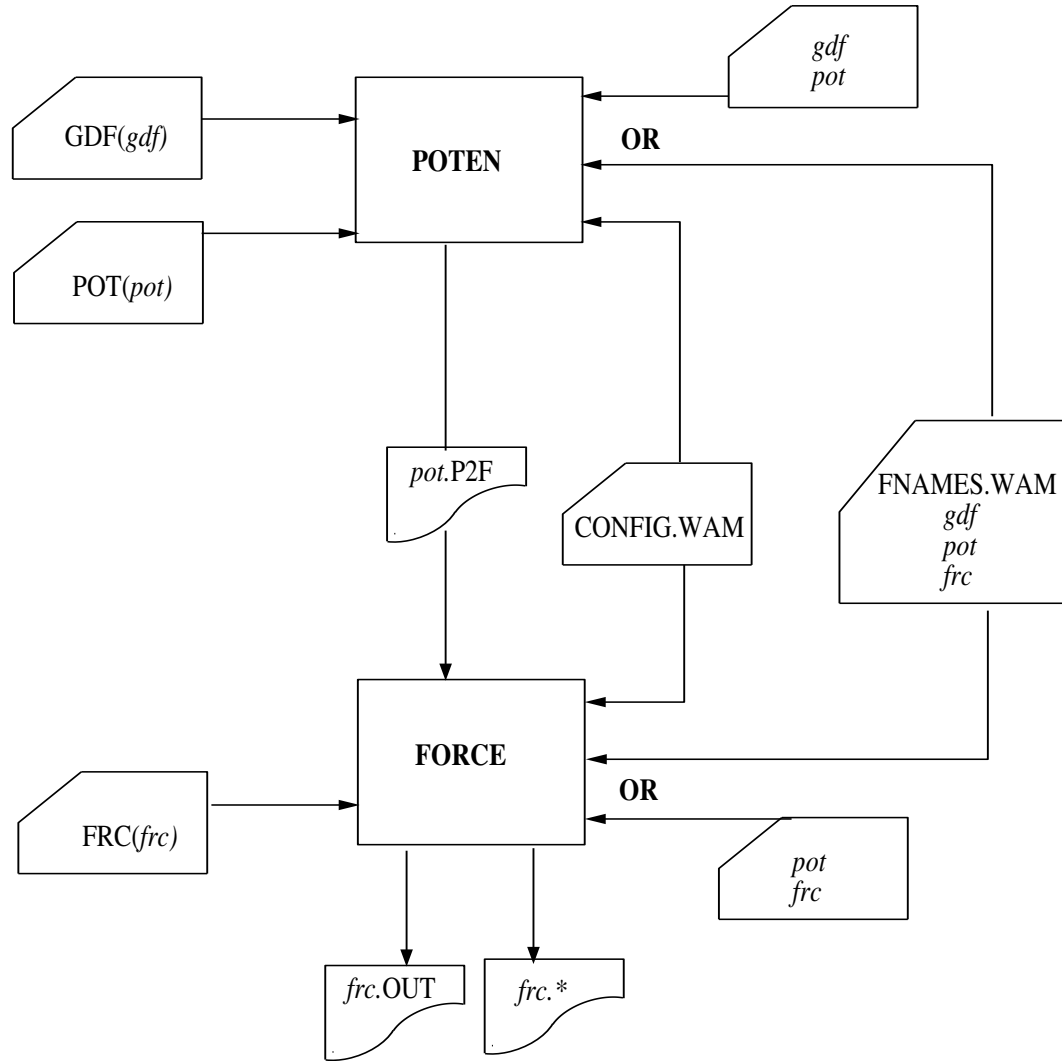 gdf
pot
GDF(gdf)
POTEN
OR
POT(pot)
pot.P2F
CONFIG.WAM
FNAMES.WAM
gdf
pot
frc
FORCE
OR
FRC(frc)
pot
frc
frc.OUT
frc.*